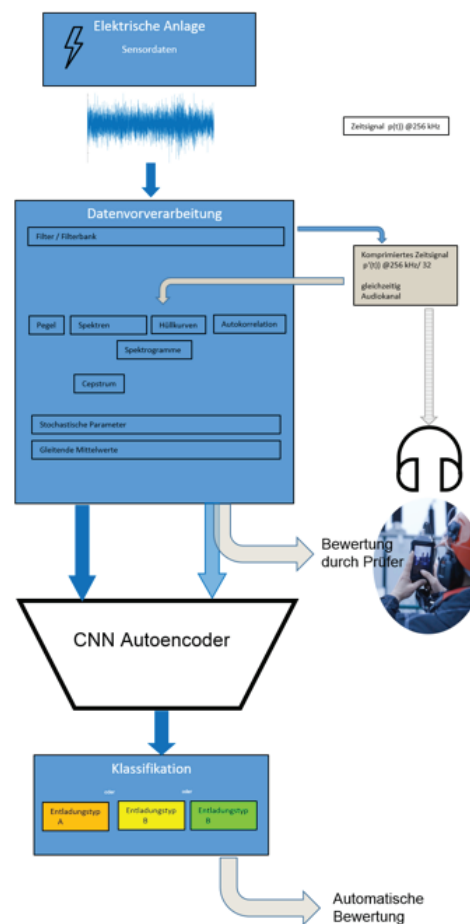 Elektrische Anlage
Sensordaten
Zeitsignal p(t)) @256 kHz
Datenvorverarbeitung
Filter / Filterbank
Komprimiertes Zeitsignal
p'(t)) @256 kHz/ 32
gleichzeitig
Audiokanal
Pegel
Spektren
Hüllkurven
Autokorrelation
Spektrogramme
Cepstrum
Stochastische Parameter
Gleitende Mittelwerte
Bewertung
durch Prüfer
CNN Autoencoder
Klassifikation
oder
oder
Entladungstyp
A
Entladungstyp
B
Entladungstyp
B
Automatische
Bewertung